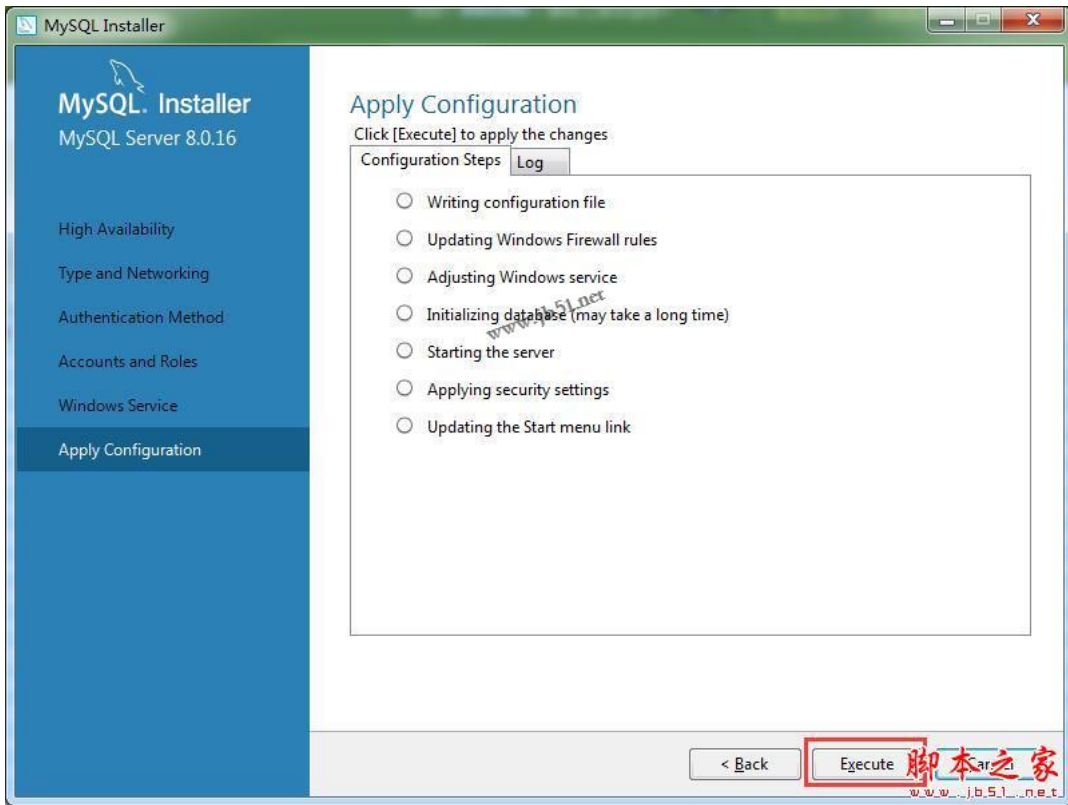 MySQL Installer
MySQL. Installer
MySQL Server 8.0.16
High Availability
Type and Networking
Authentication Method
Accounts and Roles
Windows Service
Apply Configuration
Apply Configuration
Click [Execute] to apply the changes
Configuration Steps
Log
Writing configuration file
Updating Windows Firewall rules
Adjusting Windows service
Initializing database (may take a long time)
Starting the server
Applying security settings
Updating the Start menu link
www.jb51.net
< Back
Execute
脚本之家
www.jb51.net